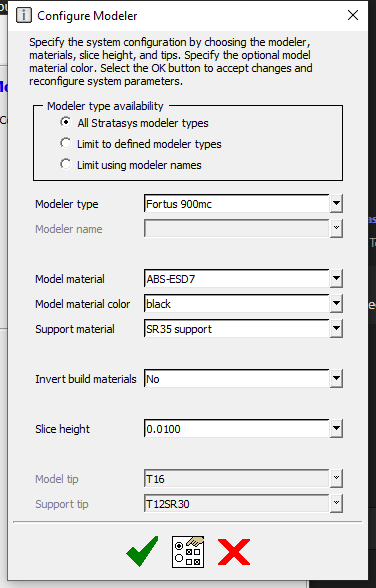 Configure Modeler
Specify the system configuration by choosing the modeler,
materials, slice height, and tips. Specify the optional model
material color. Select the OK button to accept changes and
reconfigure system parameters.
Modeler type availability
All Stratasys modeler types
Limit to defined modeler types
Limit using modeler names
Modeler type Fortus 900mc
Modeler name
Model material ABS-ESD7
Model material color black
Support material SR35 support
Invert build materials No
Slice height 0.0100
Model tip T16
Support tip T12SR30